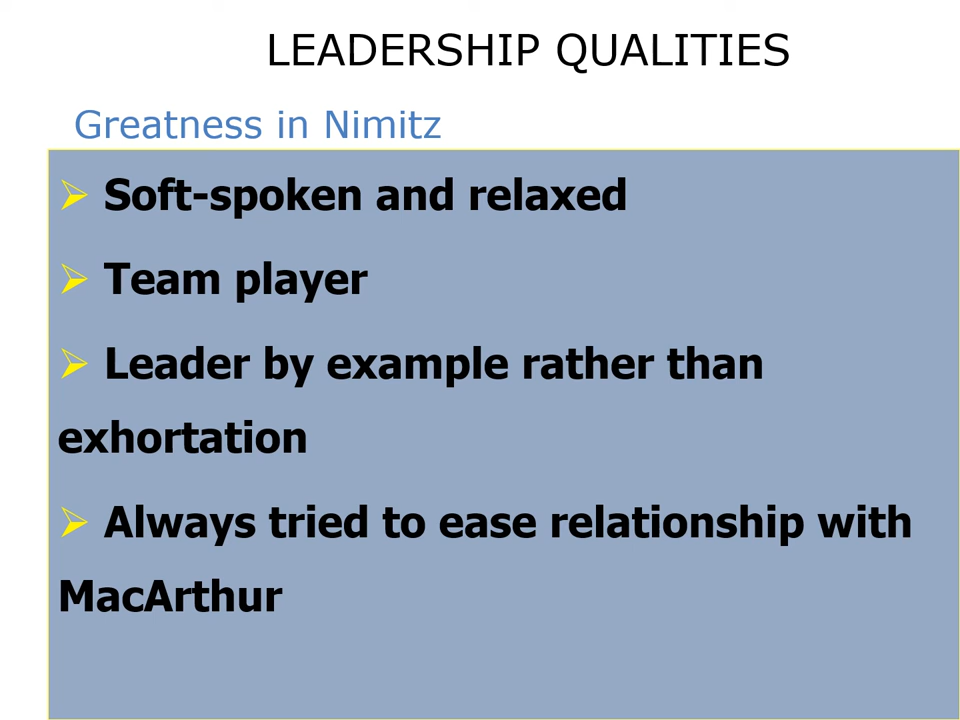 LEADERSHIP QUALITIES
Greatness in Nimitz
➢ Soft-spoken and relaxed
➢ Team player
➢ Leader by example rather than
exhortation
➢ Always tried to ease relationship with
MacArthur